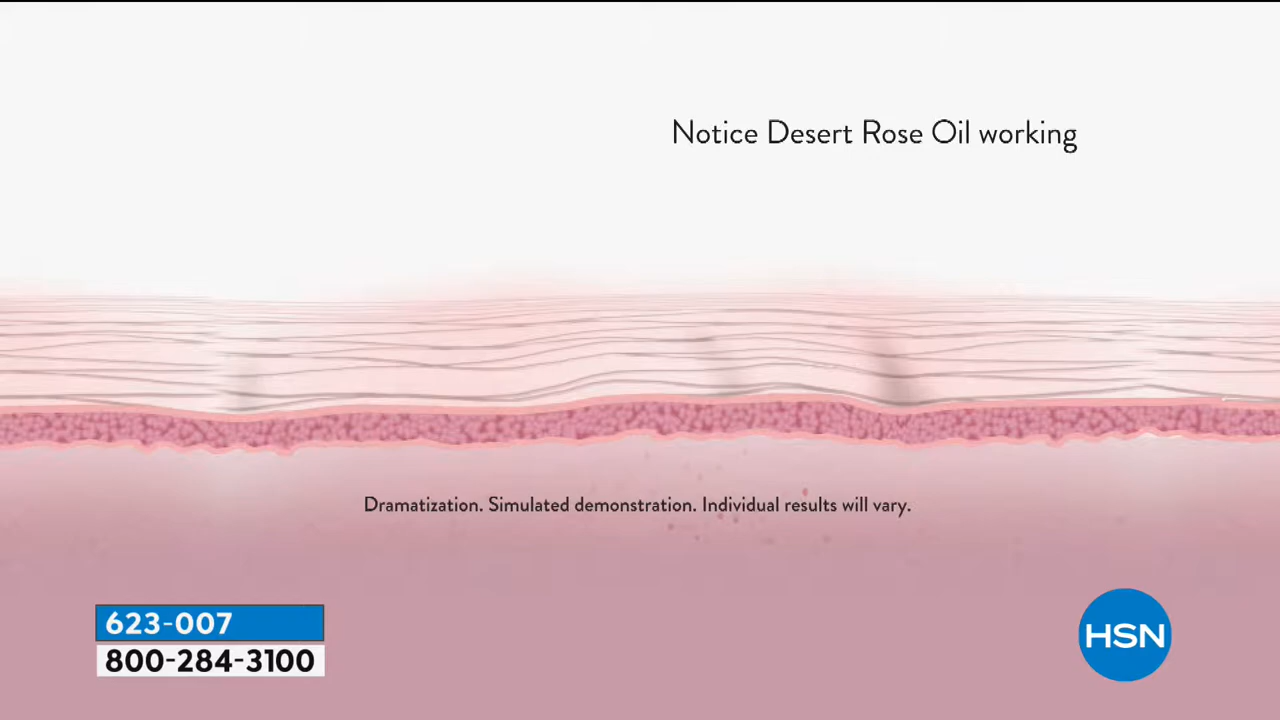 Notice Desert Rose Oil working
Dramatization. Simulated demonstration. Individual results will vary.
623-007
800-284-3100
HSN